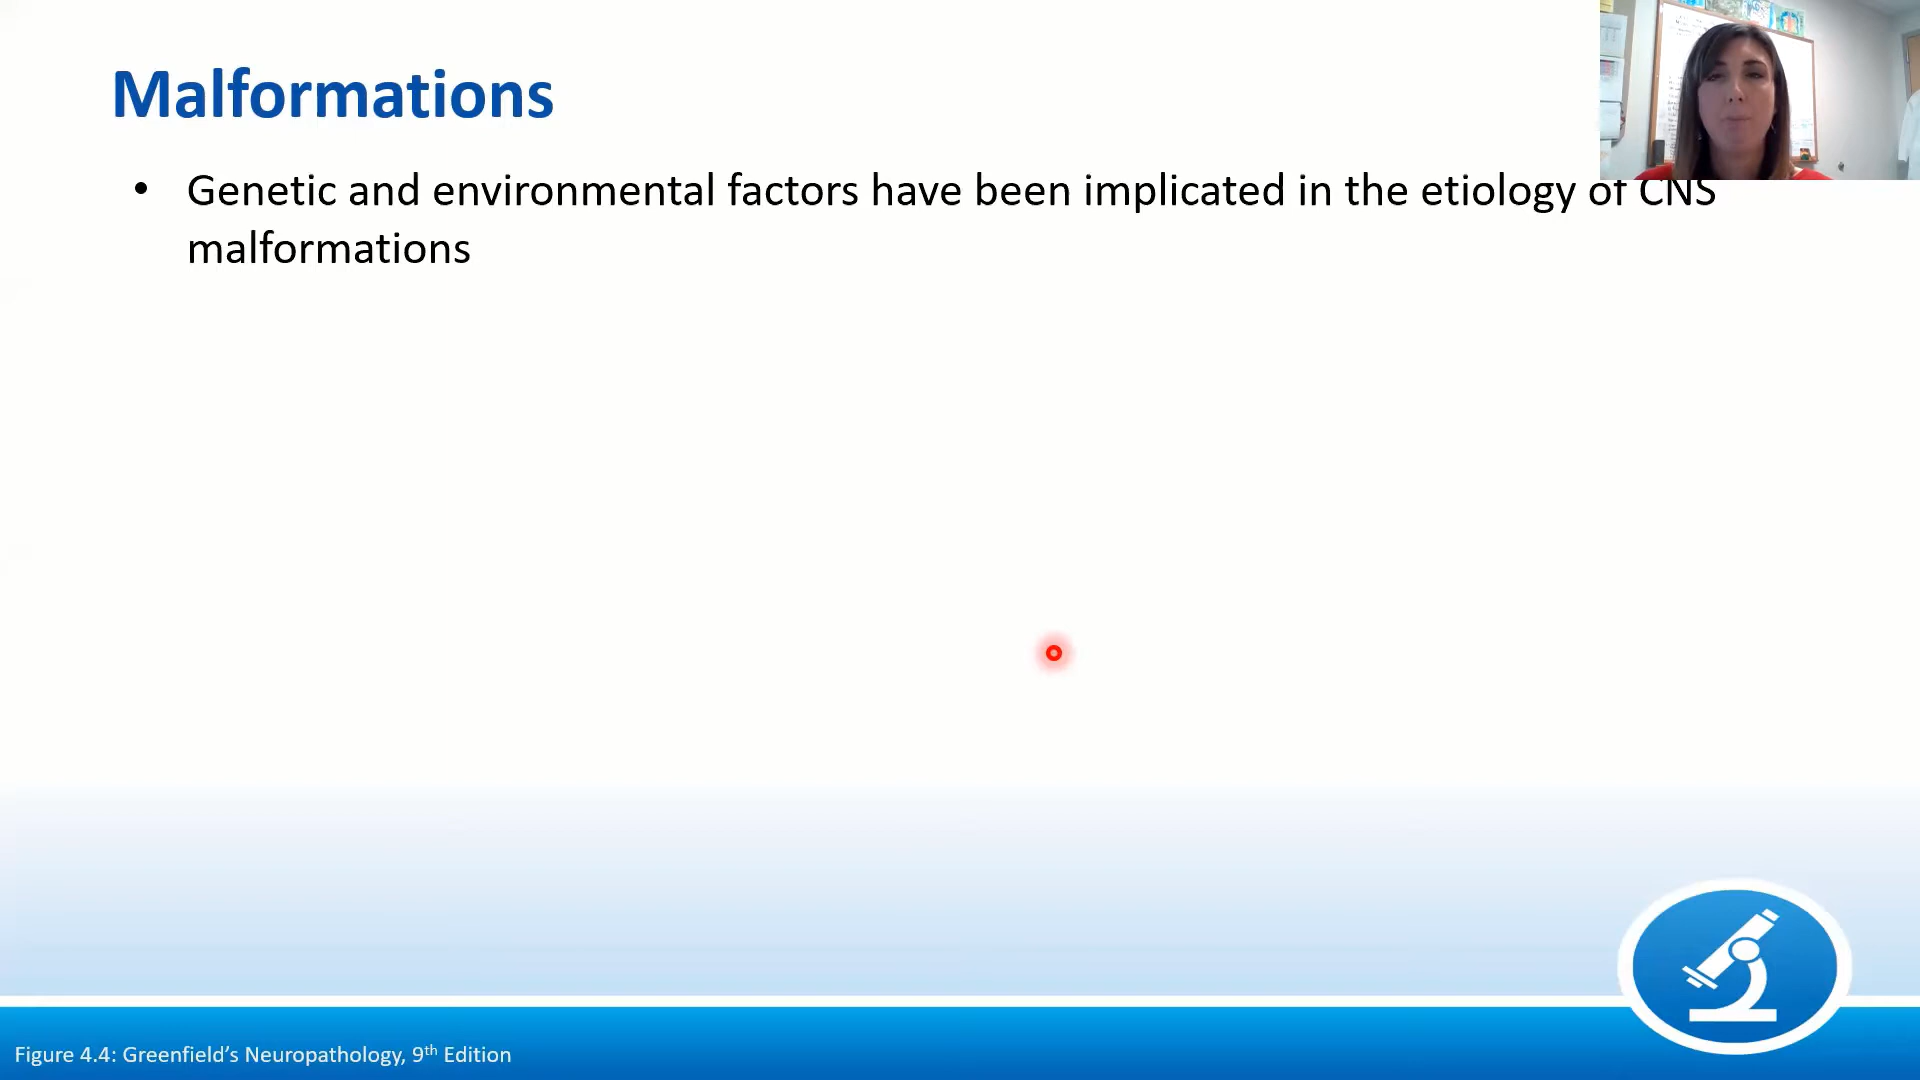 Malformations
• Genetic and environmental factors have been implicated in the etiology of CNS
malformations
Figure 4.4: Greenfield’s Neuropathology, 9th Edition